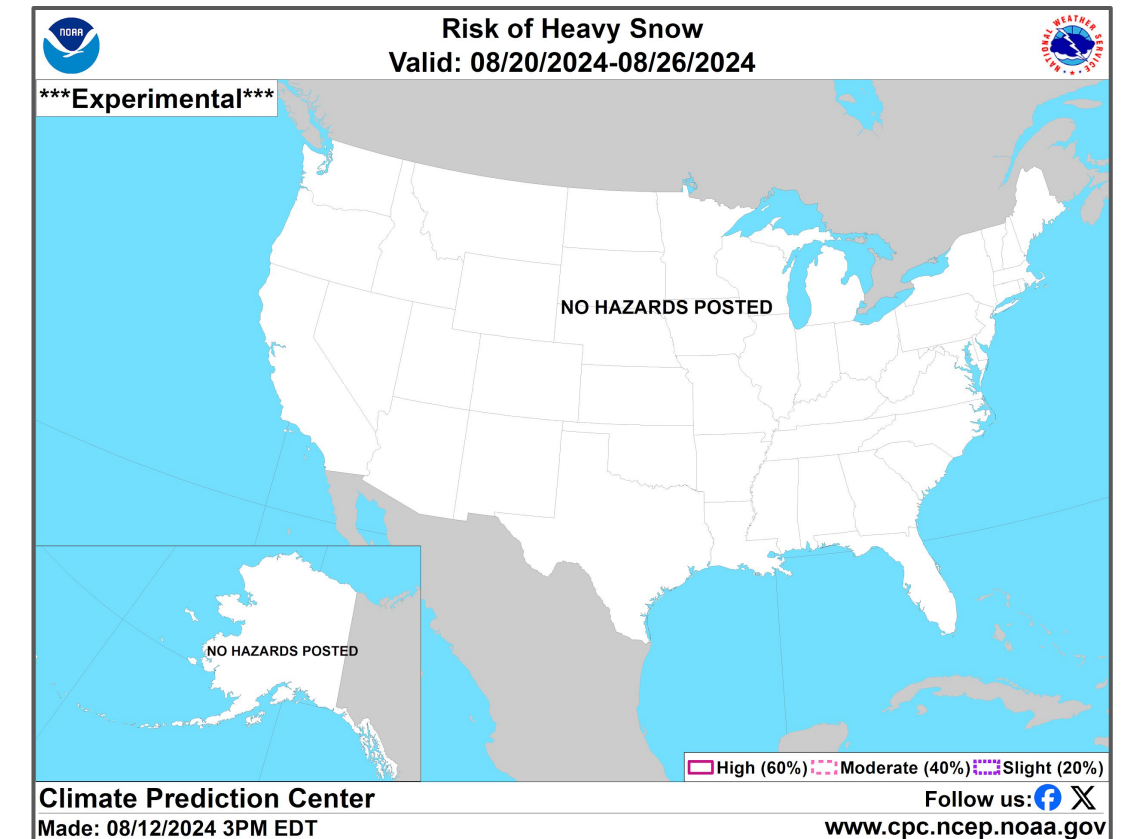 NOAA
Risk of Heavy Snow
Valid: 08/20/2024-08/26/2024
NATIONAL WEATHER SERVICE
***Experimental***
NO HAZARDS POSTED
NO HAZARDS POSTED
High (60%) Moderate (40%) Slight (20%)
Climate Prediction Center
Follow us:
Made: 08/12/2024 3PM EDT
www.cpc.ncep.noaa.gov